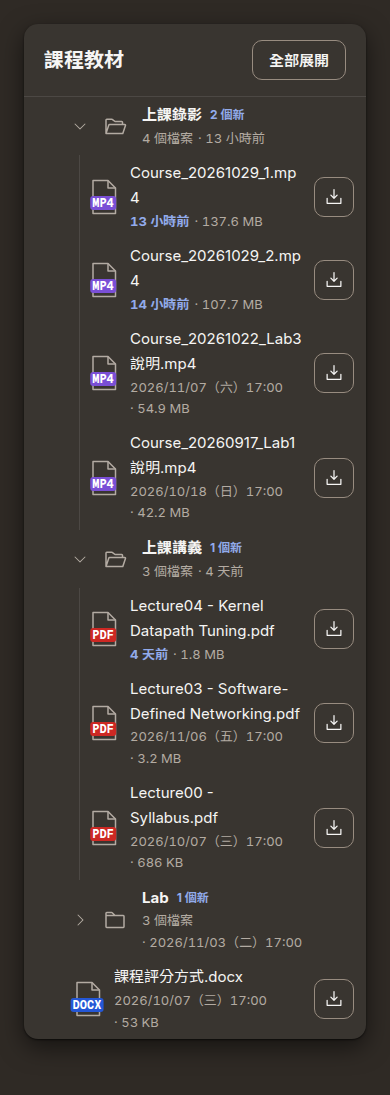 課程教材
全部展開
上課錄影 2 個新
4 個檔案 · 13 小時前
Course_20261029_1.mp
4
MP4
13 小時前 · 137.6 MB
Course_20261029_2.mp
4
MP4
14 小時前 · 107.7 MB
Course_20261022_Lab3
說明.mp4
MP4
2026/11/07（六）17:00
· 54.9 MB
Course_20260917_Lab1
說明.mp4
MP4
2026/10/18（日）17:00
· 42.2 MB
上課講義 1 個新
3 個檔案 · 4 天前
Lecture04 - Kernel
Datapath Tuning.pdf
PDF
4 天前 · 1.8 MB
Lecture03 - Software-
Defined Networking.pdf
PDF
2026/11/06（五）17:00
· 3.2 MB
Lecture00 -
Syllabus.pdf
PDF
2026/10/07（三）17:00
· 686 KB
Lab 1 個新
3 個檔案
· 2026/11/03（二）17:00
課程評分方式.docx
DOCX
2026/10/07（三）17:00
· 53 KB